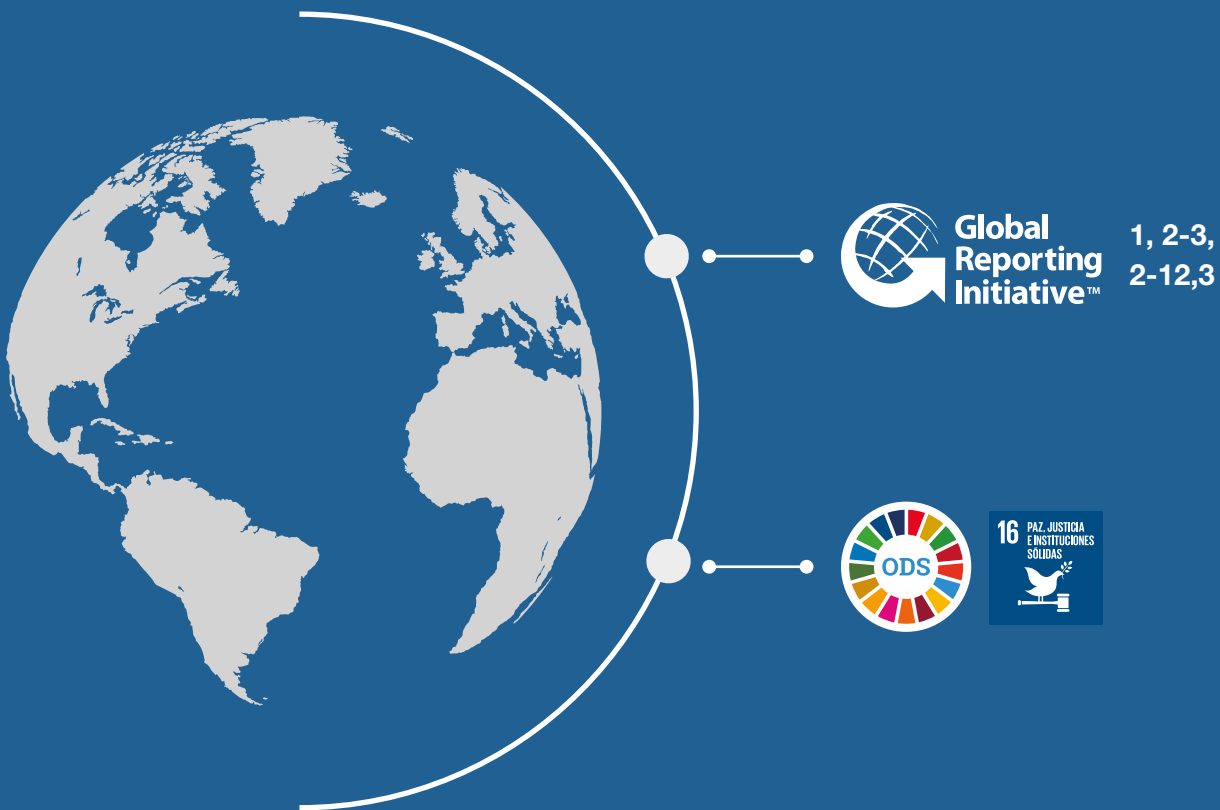 Global
Reporting
Initiative™
1, 2-3,
2-12,3
ODS
16 PAZ, JUSTICIA
E INSTITUCIONES
SÓLIDAS